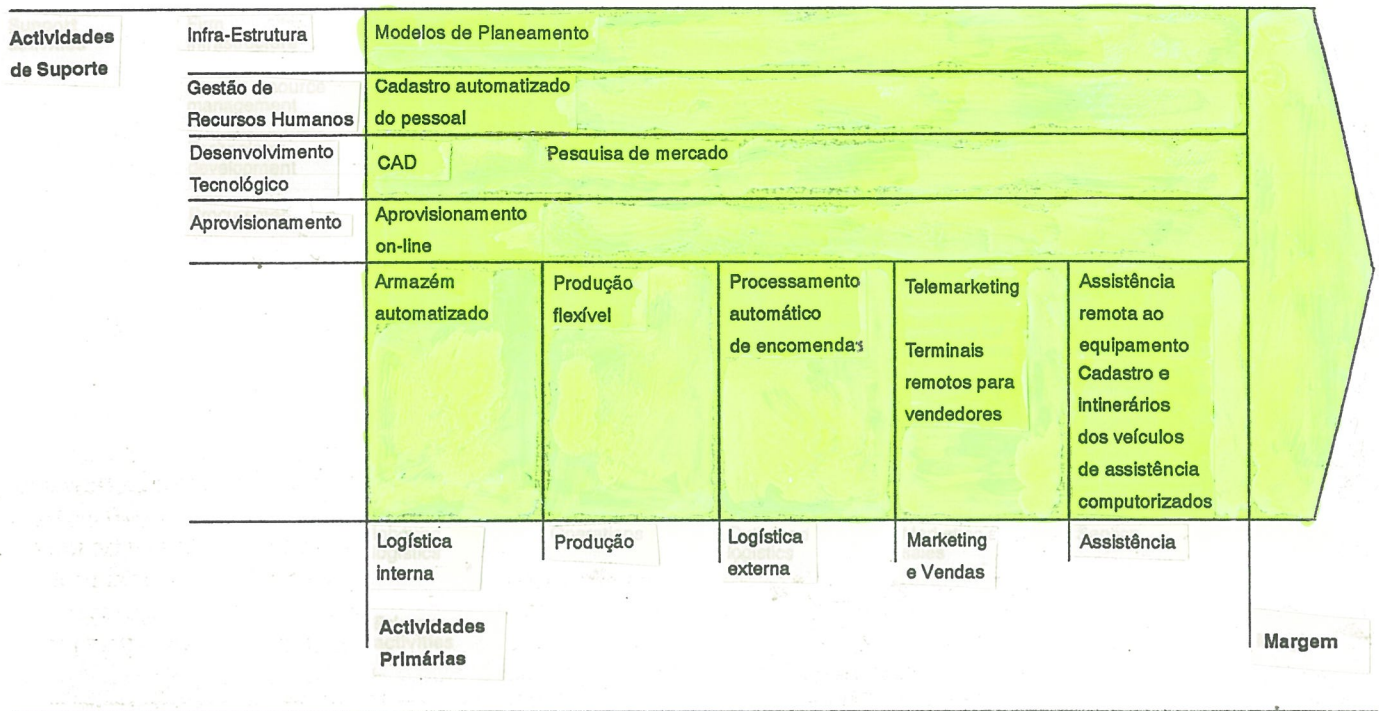 Actividades
de Suporte
Infra-Estrutura
Modelos de Planeamento
Gestão de
Recursos Humanos
Cadastro automatizado
do pessoal
Desenvolvimento
Tecnológico
CAD
Pesquisa de mercado
Aprovisionamento
Aprovisionamento
on-line
Armazém
automatizado
Produção
flexível
Processamento
automático
de encomendas
Telemarketing
Terminais
remotos para
vendedores
Assistência
remota ao
equipamento
Cadastro e
intinerários
dos veículos
de assistência
computorizados
Logística
interna
Produção
Logística
externa
Marketing
e Vendas
Assistência
Actividades
Primárias
Margem